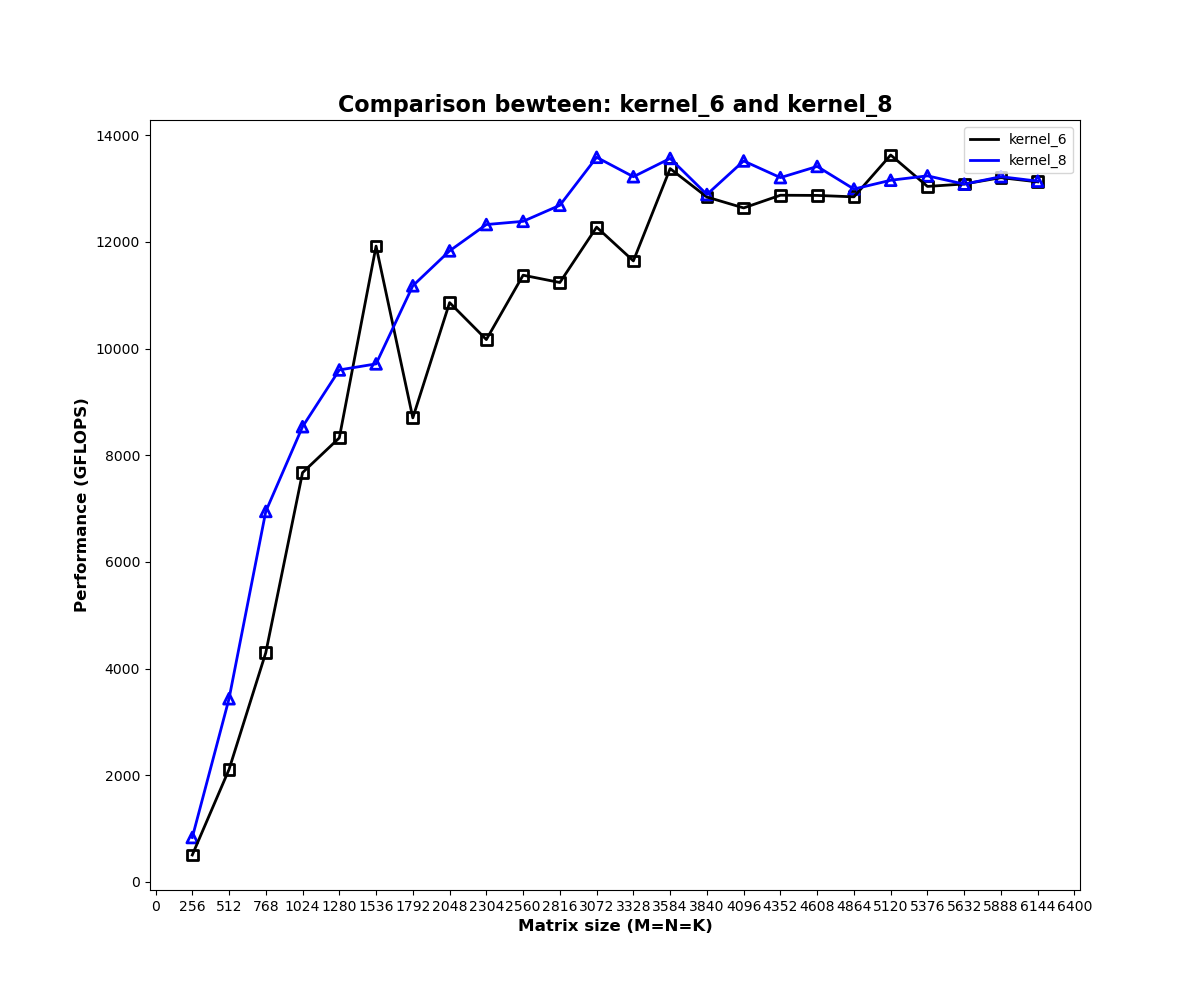 Comparison bewteen: kernel_6 and kernel_8
kernel_6
kernel_8
14000
12000
10000
8000
6000
4000
2000
0
Performance (GFLOPS)
0 256 512 768 1024 1280 1536 1792 2048 2304 2560 2816 3072 3328 3584 3840 4096 4352 4608 4864 5120 5376 5632 5888 6144 6400
Matrix size (M=N=K)